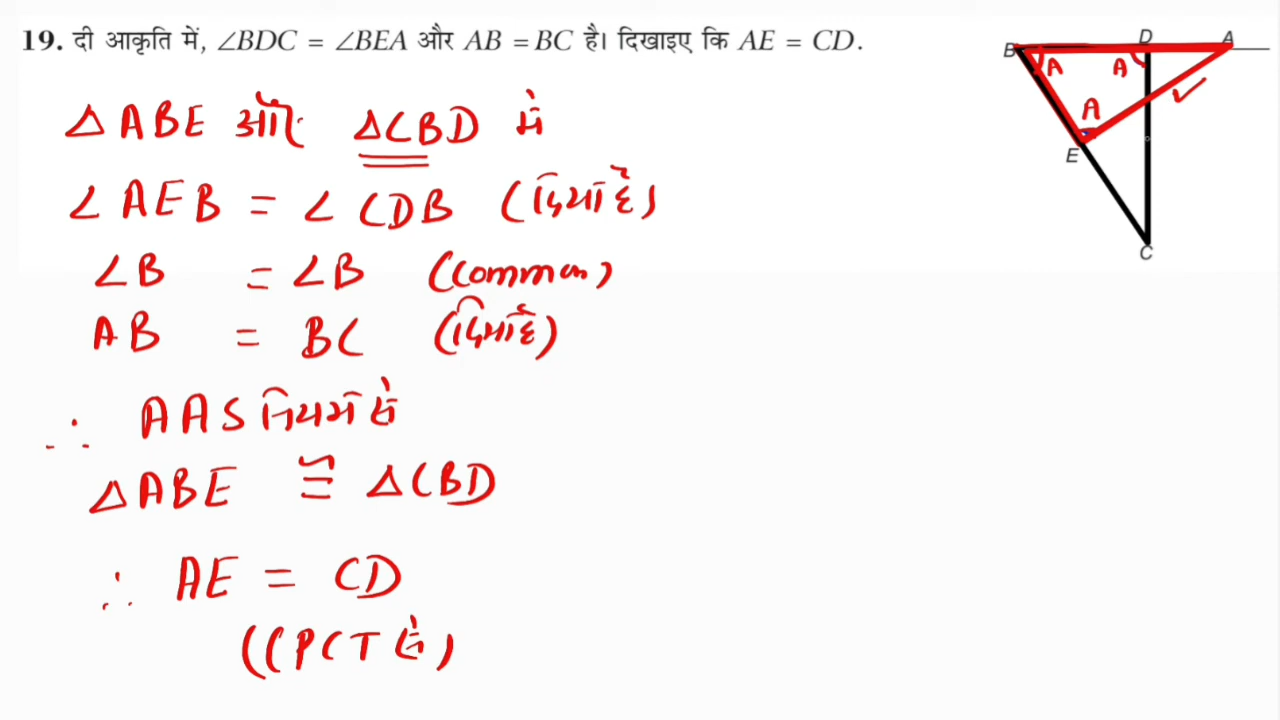 19. दी आकृति में, ∠BDC = ∠BEA और AB = BC है। दिखाइए कि AE = CD.
B D A
A A
A
E
C
△ ABE और △CBD में
∠ AEB = ∠ CDB (दिया है)
∠B = ∠B (common)
AB = BC (दिया है)
∴ AAS नियम से
△ABE ≅ △CBD
∴ AE = CD
(CPCT से)